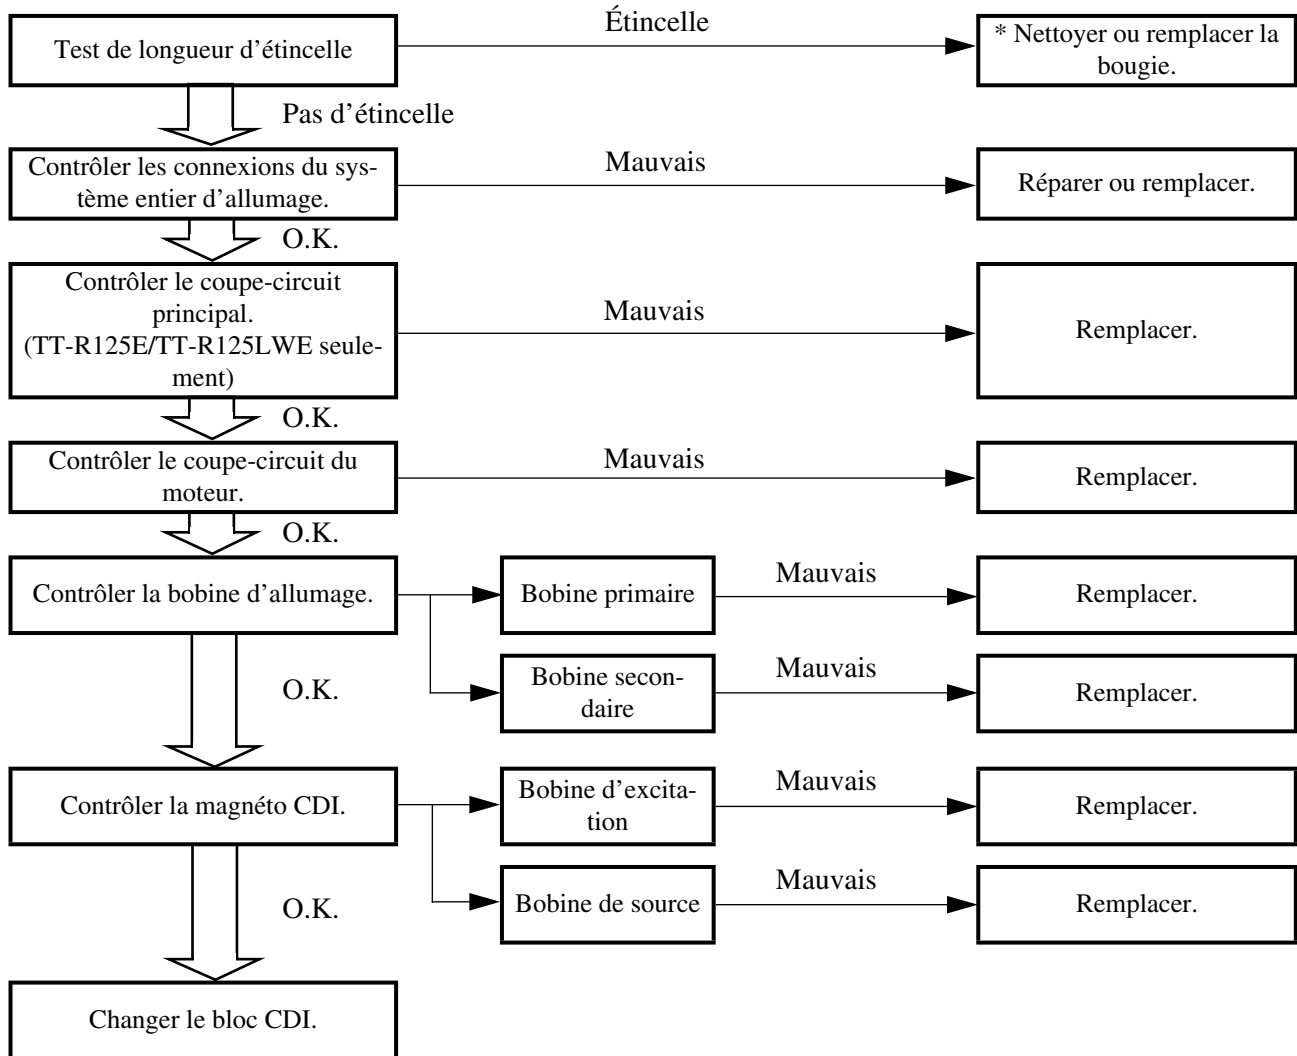 Étincelle
Test de longueur d’étincelle
* Nettoyer ou remplacer la
bougie.
Pas d’étincelle
Contrôler les connexions du sys-
tème entier d’allumage.
Mauvais
Réparer ou remplacer.
O.K.
Contrôler le coupe-circuit
principal.
(TT-R125E/TT-R125LWE seule-
ment)
Mauvais
Remplacer.
O.K.
Contrôler le coupe-circuit du
moteur.
Mauvais
Remplacer.
O.K.
Contrôler la bobine d’allumage.
Bobine primaire
Mauvais
Remplacer.
Bobine secon-
daire
Mauvais
Remplacer.
O.K.
Contrôler la magnéto CDI.
Bobine d’excita-
tion
Mauvais
Remplacer.
Bobine de source
Mauvais
Remplacer.
O.K.
Changer le bloc CDI.